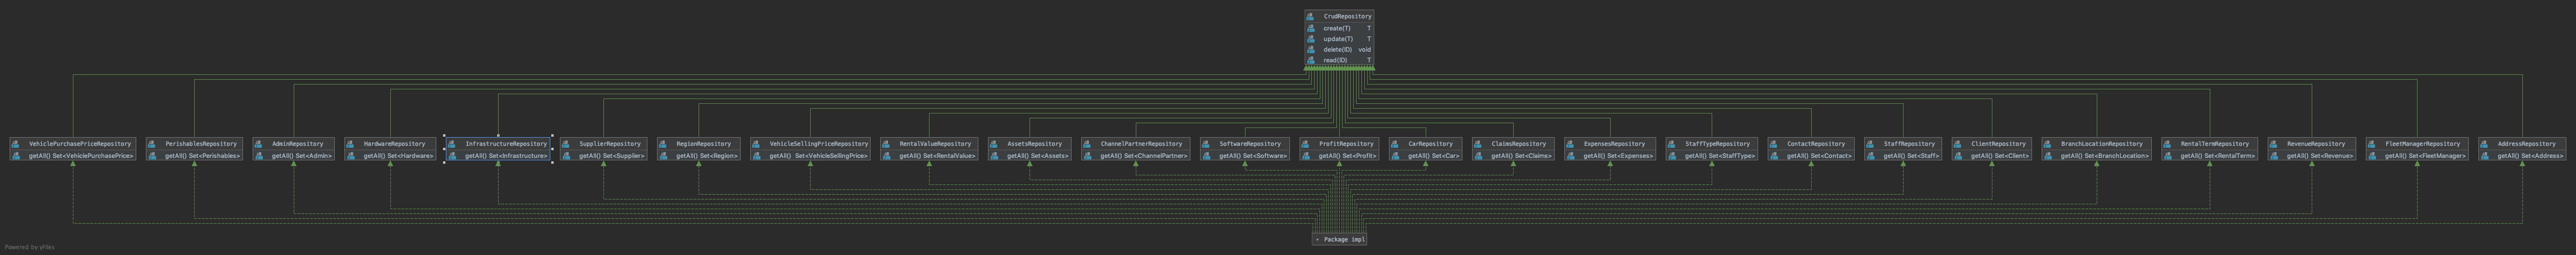 CrudRepository
create(T) T
update(T) T
delete(ID) void
read(ID) T
VehiclePurchasePriceRepository
getAll() Set<VehiclePurchasePrice>
PerishablesRepository
getAll() Set<Perishables>
AdminRepository
getAll() Set<Admin>
HardwareRepository
getAll() Set<Hardware>
InfrastructureRepository
getAll() Set<Infrastructure>
SupplierRepository
getAll() Set<Supplier>
RegionRepository
getAll() Set<Region>
VehicleSellingPriceRepository
getAll() Set<VehicleSellingPrice>
RentalValueRepository
getAll() Set<RentalValue>
AssetsRepository
getAll() Set<Assets>
ChannelPartnerRepository
getAll() Set<ChannelPartner>
SoftwareRepository
getAll() Set<Software>
ProfitRepository
getAll() Set<Profit>
CarRepository
getAll() Set<Car>
ClaimsRepository
getAll() Set<Claims>
ExpensesRepository
getAll() Set<Expenses>
StaffTypeRepository
getAll() Set<StaffType>
ContactRepository
getAll() Set<Contact>
StaffRepository
getAll() Set<Staff>
ClientRepository
getAll() Set<Client>
BranchLocationRepository
getAll() Set<BranchLocation>
RentalTermRepository
getAll() Set<RentalTerm>
RevenueRepository
getAll() Set<Revenue>
FleetManagerRepository
getAll() Set<FleetManager>
AddressRepository
getAll() Set<Address>
Package impl
Powered by yFiles